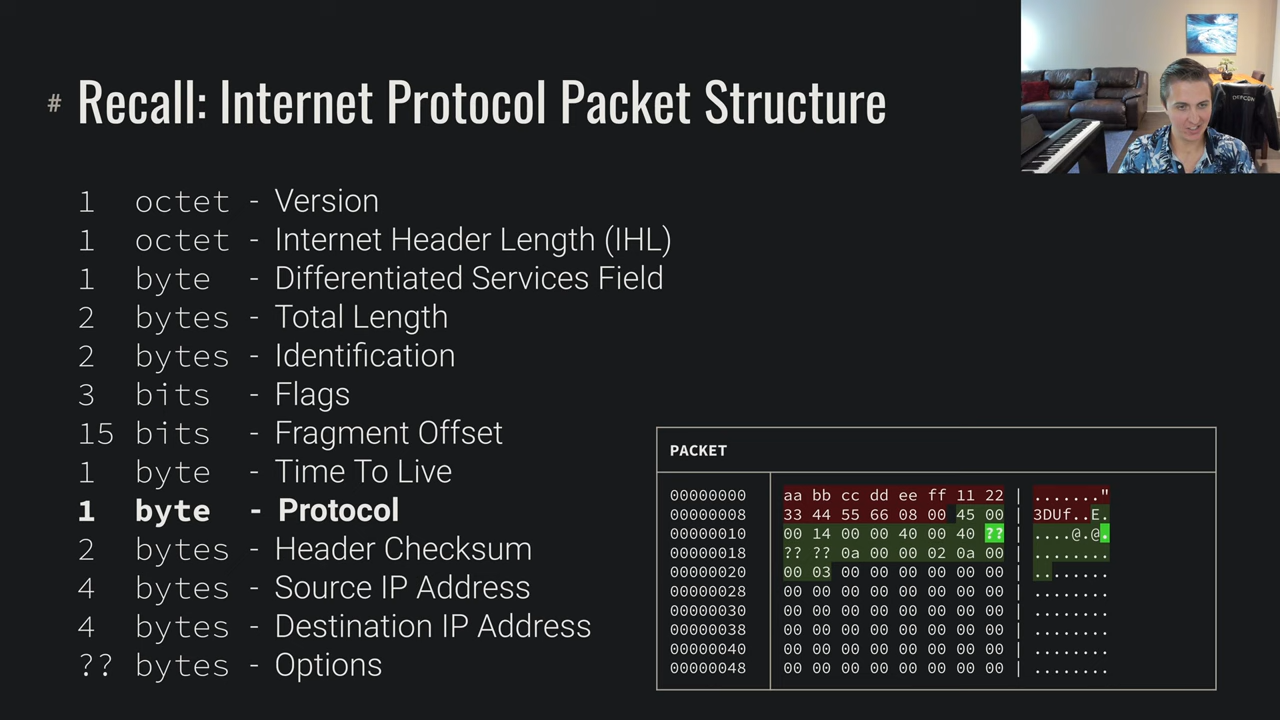 # Recall: Internet Protocol Packet Structure
DEFCON
1 octet - Version
1 octet - Internet Header Length (IHL)
1 byte - Differentiated Services Field
2 bytes - Total Length
2 bytes - Identification
3 bits - Flags
15 bits - Fragment Offset
1 byte - Time To Live
1 byte - Protocol
2 bytes - Header Checksum
4 bytes - Source IP Address
4 bytes - Destination IP Address
?? bytes - Options
PACKET
00000000 aa bb cc dd ee ff 11 22 | ......."
00000008 33 44 55 66 08 00 45 00 | 3DUf..E.
00000010 00 14 00 00 40 00 40 ?? | ....@.@.
00000018 ?? ?? 0a 00 00 02 0a 00 | ........
00000020 00 03 00 00 00 00 00 00 | ........
00000028 00 00 00 00 00 00 00 00 | ........
00000030 00 00 00 00 00 00 00 00 | ........
00000038 00 00 00 00 00 00 00 00 | ........
00000040 00 00 00 00 00 00 00 00 | ........
00000048 00 00 00 00 00 00 00 00 | ........